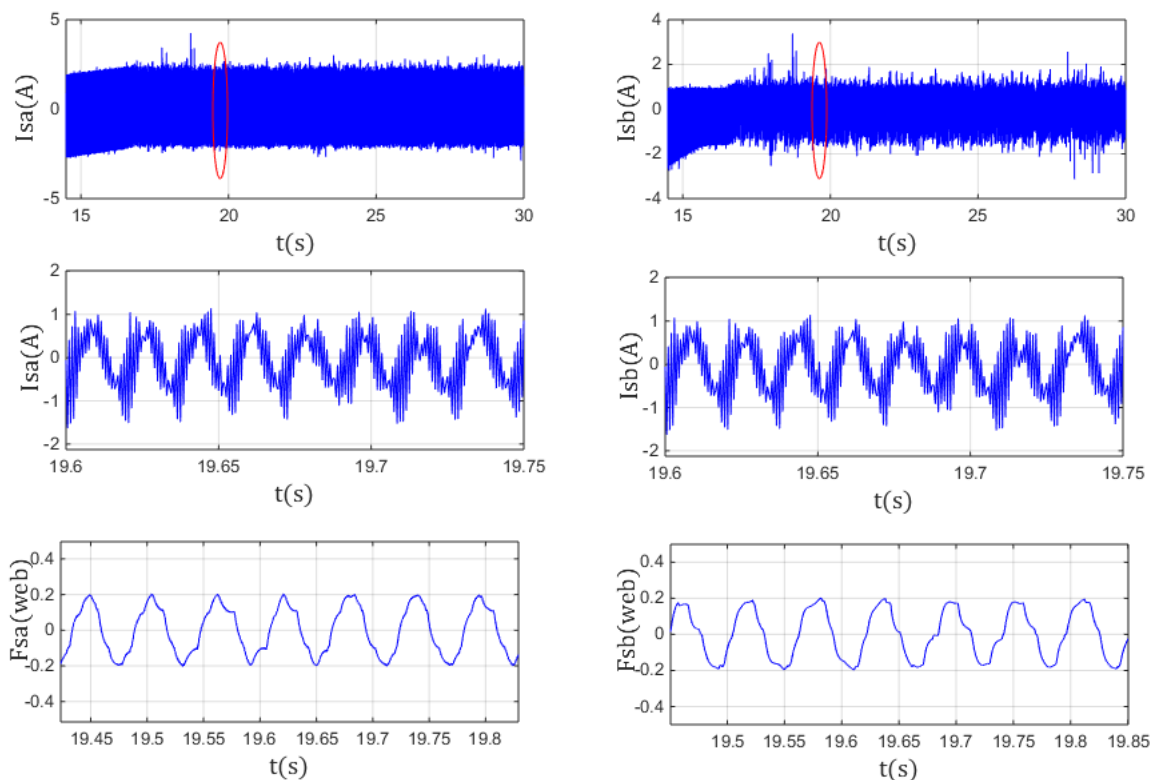 Isa(A)
5
0
-5
15 20 25 30
t(s)
Isb(A)
4
2
0
-2
-4
15 20 25 30
t(s)
Isa(A)
2
1
0
-1
-2
19.6 19.65 19.7 19.75
t(s)
Isb(A)
2
1
0
-1
-2
19.6 19.65 19.7 19.75
t(s)
Fsa(web)
0.4
0.2
0
-0.2
-0.4
19.45 19.5 19.55 19.6 19.65 19.7 19.75 19.8
t(s)
Fsb(web)
0.4
0.2
0
-0.2
-0.4
19.5 19.55 19.6 19.65 19.7 19.75 19.8 19.85
t(s)